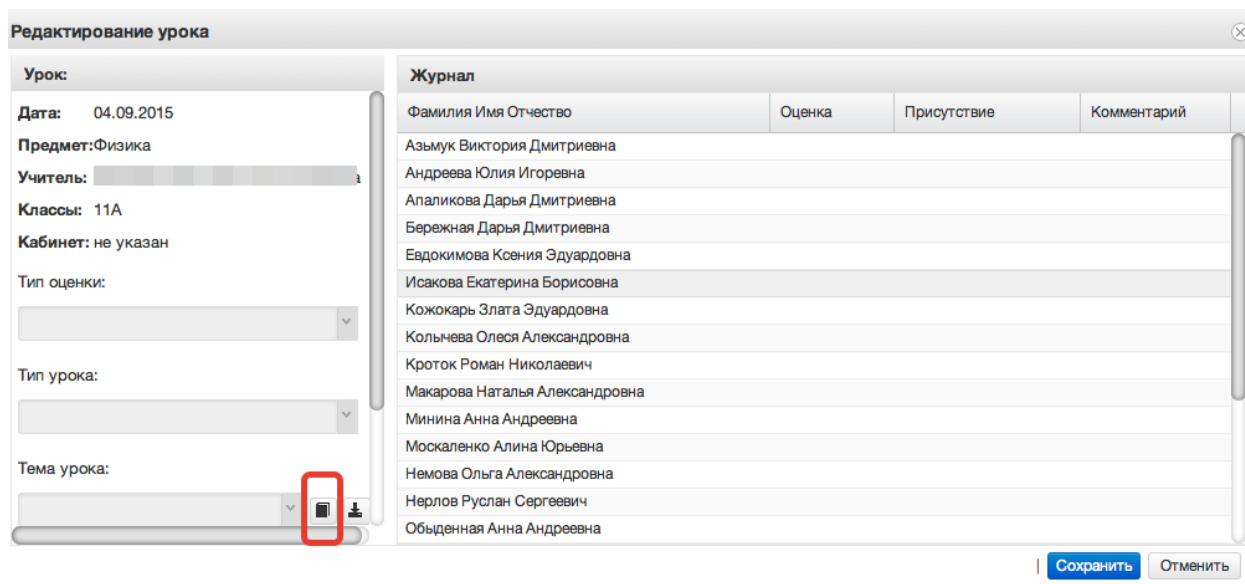 Редактирование урока
Урок:
Дата: 04.09.2015
Предмет:Физика
Учитель:
Классы: 11А
Кабинет: не указан
Тип оценки:
Тип урока:
Тема урока:
Журнал
Фамилия Имя Отчество Оценка Присутствие Комментарий
Азьмук Виктория Дмитриевна
Андреева Юлия Игоревна
Апаликова Дарья Дмитриевна
Бережная Дарья Дмитриевна
Евдокимова Ксения Эдуардовна
Исакова Екатерина Борисовна
Кожокарь Злата Эдуардовна
Колычева Олеся Александровна
Кроток Роман Николаевич
Макарова Наталья Александровна
Минина Анна Андреевна
Москаленко Алина Юрьевна
Немова Ольга Александровна
Нерлов Руслан Сергеевич
Обыденная Анна Андреевна
| Сохранить Отменить